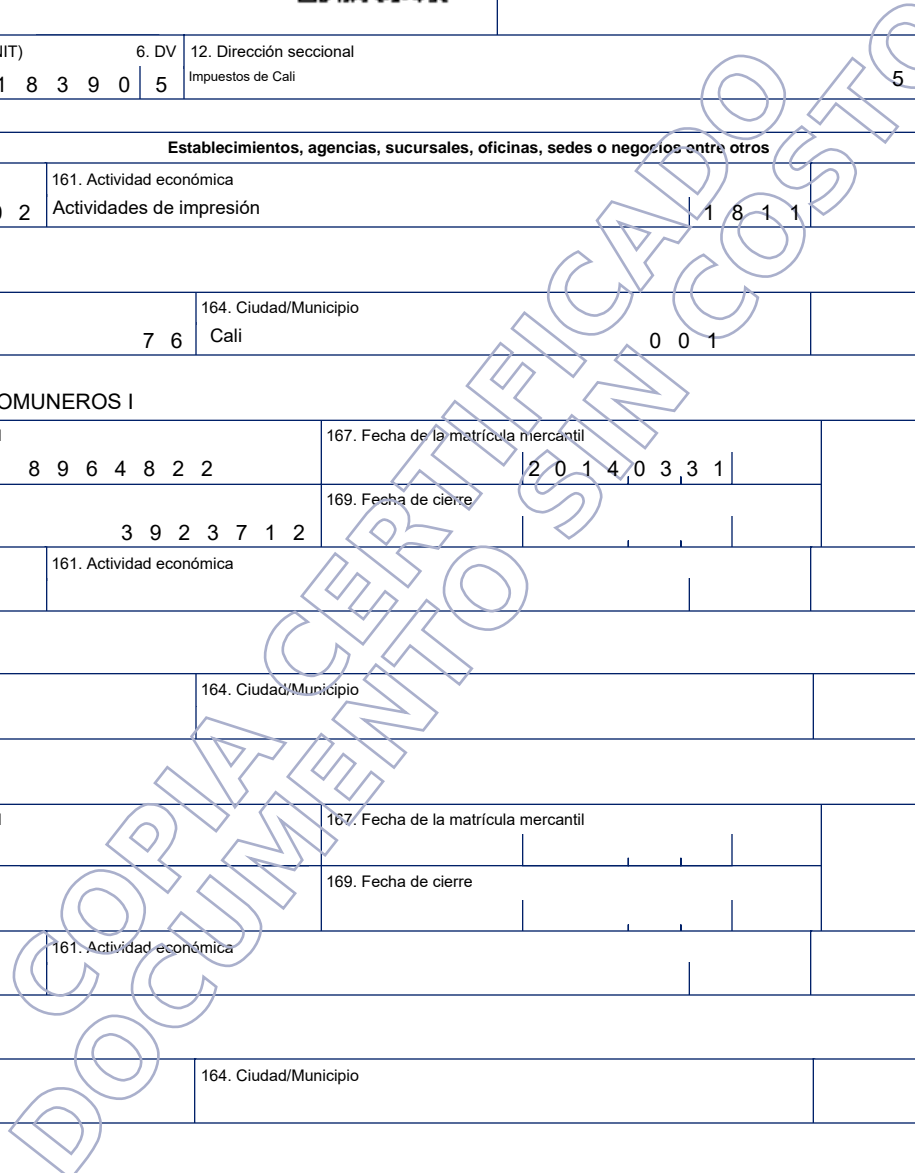 NIT) 6. DV 12. Dirección seccional
1 8 3 9 0 5 Impuestos de Cali 5
Establecimientos, agencias, sucursales, oficinas, sedes o negocios entre otros
161. Actividad económica
2 Actividades de impresión 1 8 1 1
164. Ciudad/Municipio
7 6 Cali 0 0 1
OMUNEROS I
167. Fecha de la matrícula mercantil
8 9 6 4 8 2 2 2 0 1 4 0 3 3 1
169. Fecha de cierre
3 9 2 3 7 1 2
161. Actividad económica
164. Ciudad/Municipio
167. Fecha de la matrícula mercantil
169. Fecha de cierre
161. Actividad económica
164. Ciudad/Municipio
COPIA CERTIFICADO
DOCUMENTO SIN COSTO